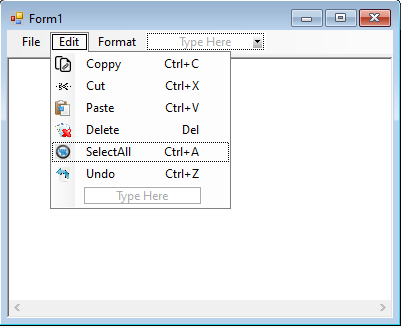 Form1
File Edit Format Type Here
Coppy Ctrl+C
Cut Ctrl+X
Paste Ctrl+V
Delete Del
SelectAll Ctrl+A
Undo Ctrl+Z
Type Here